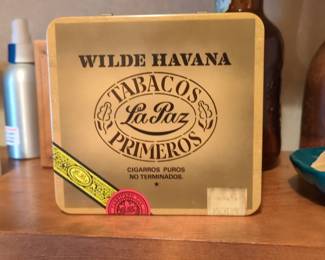 WILDE HAVANA
TABACOS
La Paz
PRIMEROS
CIGARROS PUROS
NO TERMINADOS.